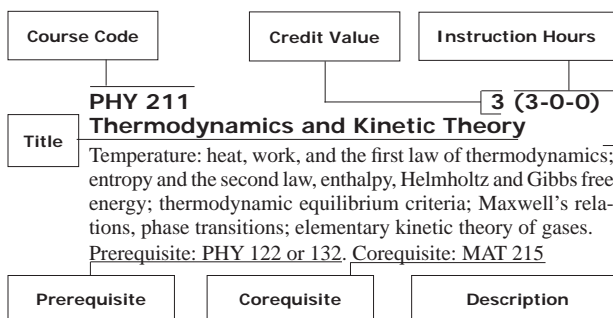 Course Code
Credit Value
Instruction Hours
PHY 211
3 (3-0-0)
Title
Thermodynamics and Kinetic Theory
Temperature: heat, work, and the first law of thermodynamics;
entropy and the second law, enthalpy, Helmholtz and Gibbs free
energy; thermodynamic equilibrium criteria; Maxwell's rela-
tions, phase transitions; elementary kinetic theory of gases.
Prerequisite: PHY 122 or 132. Corequisite: MAT 215
Prerequisite
Corequisite
Description